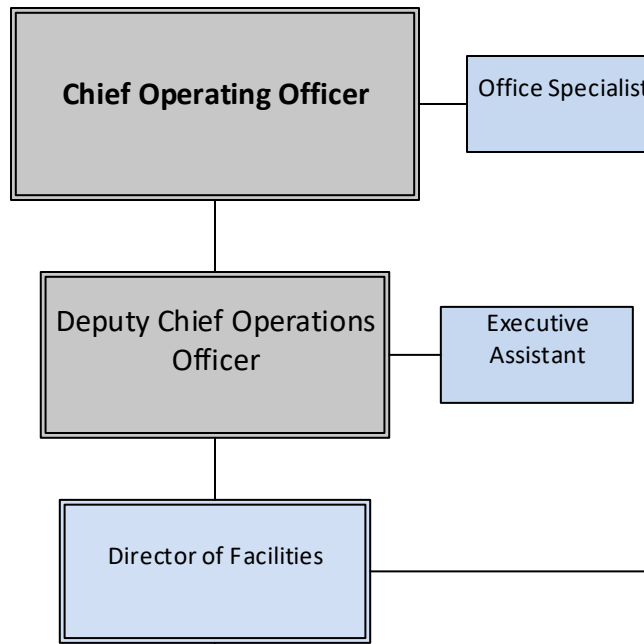 Chief Operating Officer
Office Specialist
Deputy Chief Operations
Officer
Executive
Assistant
Director of Facilities